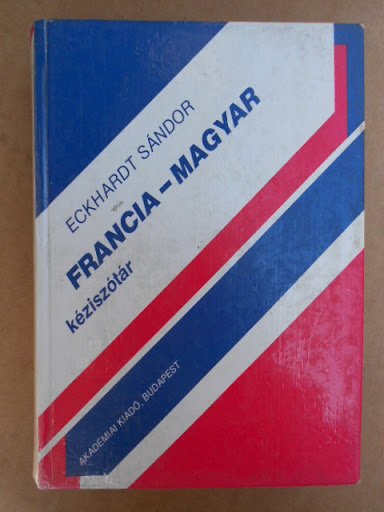 ECKHARDT SÁNDOR
FRANCIA–MAGYAR
kéziszótár
AKADÉMIAI KIADÓ, BUDAPEST